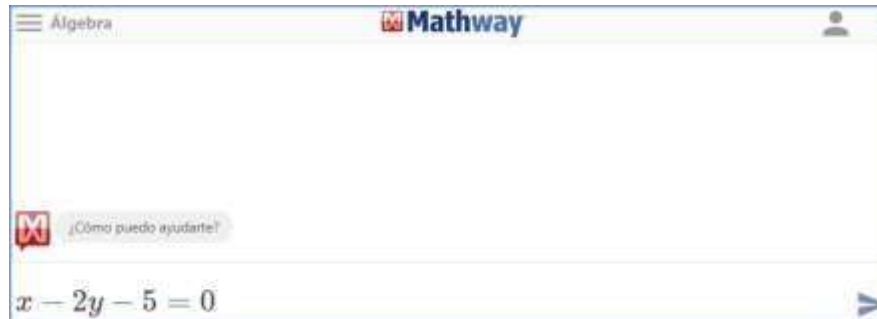 Álgebra Mathway
¿Cómo puedo ayudarte?
x − 2y − 5 = 0